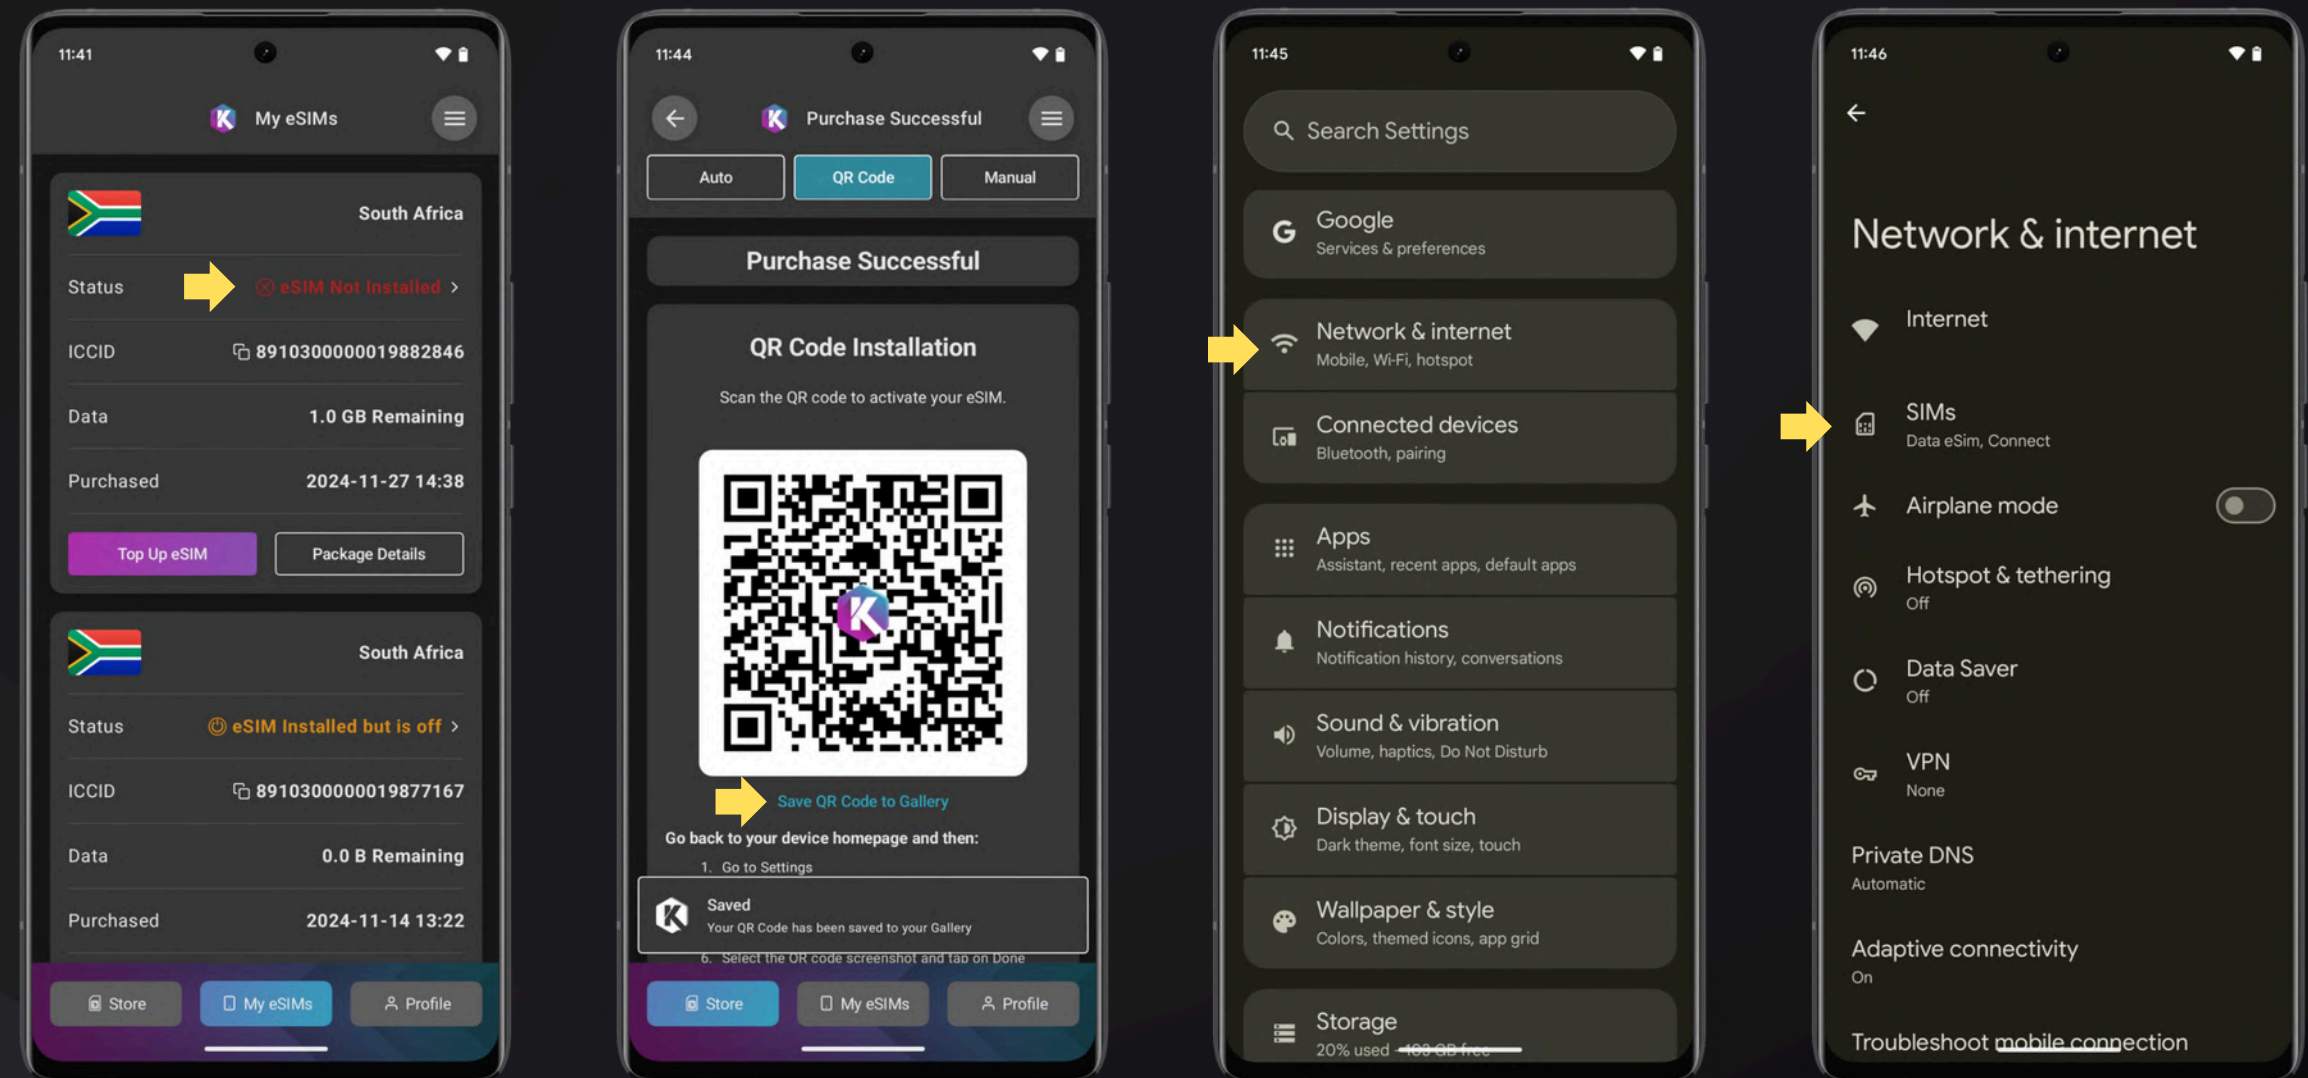 11:41
My eSIMs
South Africa
Status
eSIM Not Installed
ICCID
8910300000019882846
Data
1.0 GB Remaining
Purchased
2024-11-27 14:38
Top Up eSIM
Package Details
South Africa
Status
eSIM Installed but is off
ICCID
8910300000019877167
Data
0.0 B Remaining
Purchased
2024-11-14 13:22
Store
My eSIMs
Profile
11:44
Purchase Successful
Auto
QR Code
Manual
Purchase Successful
QR Code Installation
Scan the QR code to activate your eSIM.
Save QR Code to Gallery
Go back to your device homepage and then:
1. Go to Settings
Saved
Your QR Code has been saved to your Gallery
6. Select the QR code screenshot and tap on Done
Store
My eSIMs
Profile
11:45
Search Settings
Google
Services & preferences
Network & internet
Mobile, Wi-Fi, hotspot
Connected devices
Bluetooth, pairing
Apps
Assistant, recent apps, default apps
Notifications
Notification history, conversations
Sound & vibration
Volume, haptics, Do Not Disturb
Display & touch
Dark theme, font size, touch
Wallpaper & style
Colors, themed icons, app grid
Storage
20% used - 103 GB free
11:46
Network & internet
Internet
SIMs
Data eSim, Connect
Airplane mode
Hotspot & tethering
Off
Data Saver
Off
VPN
None
Private DNS
Automatic
Adaptive connectivity
On
Troubleshoot mobile connection